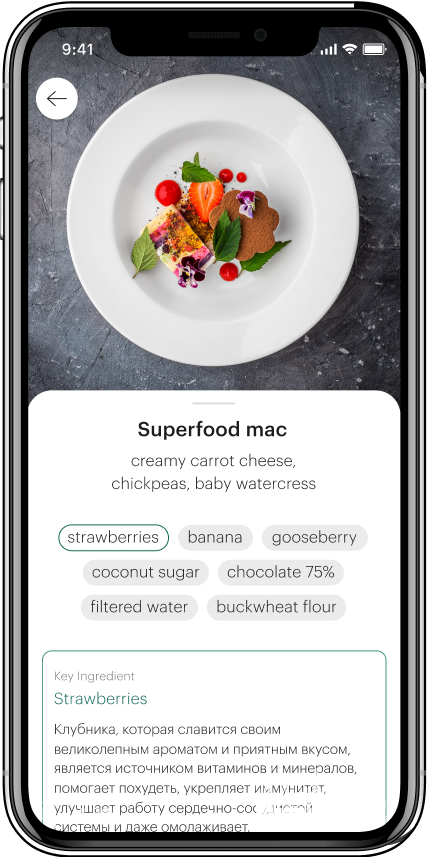 9:41
Superfood mac
creamy carrot cheese,
chickpeas, baby watercress
strawberries banana gooseberry
coconut sugar chocolate 75%
filtered water buckwheat flour
Key Ingredient
Strawberries
Клубника, которая славится своим
великолепным ароматом и приятным вкусом,
является источником витаминов и минералов,
помогает похудеть, укрепляет иммунитет,
улучшает работу сердечно-сосудистой
системы и даже омолаживает.